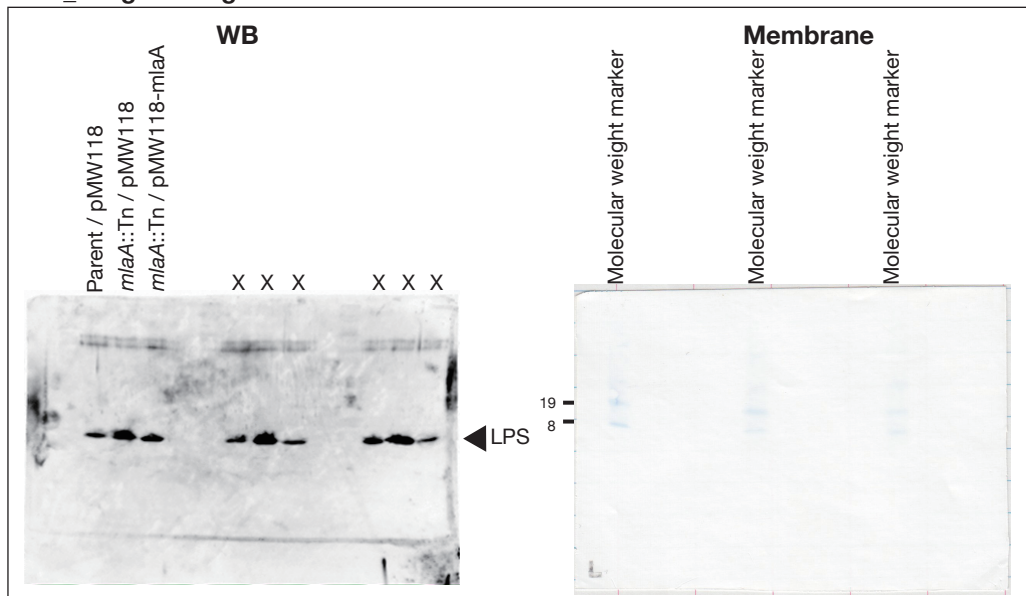 WB
Membrane
Parent / pMW118
mlaA::Tn / pMW118
mlaA::Tn / pMW118-mlaA
X X X
X X X
Molecular weight marker
Molecular weight marker
Molecular weight marker
19
8
LPS
L